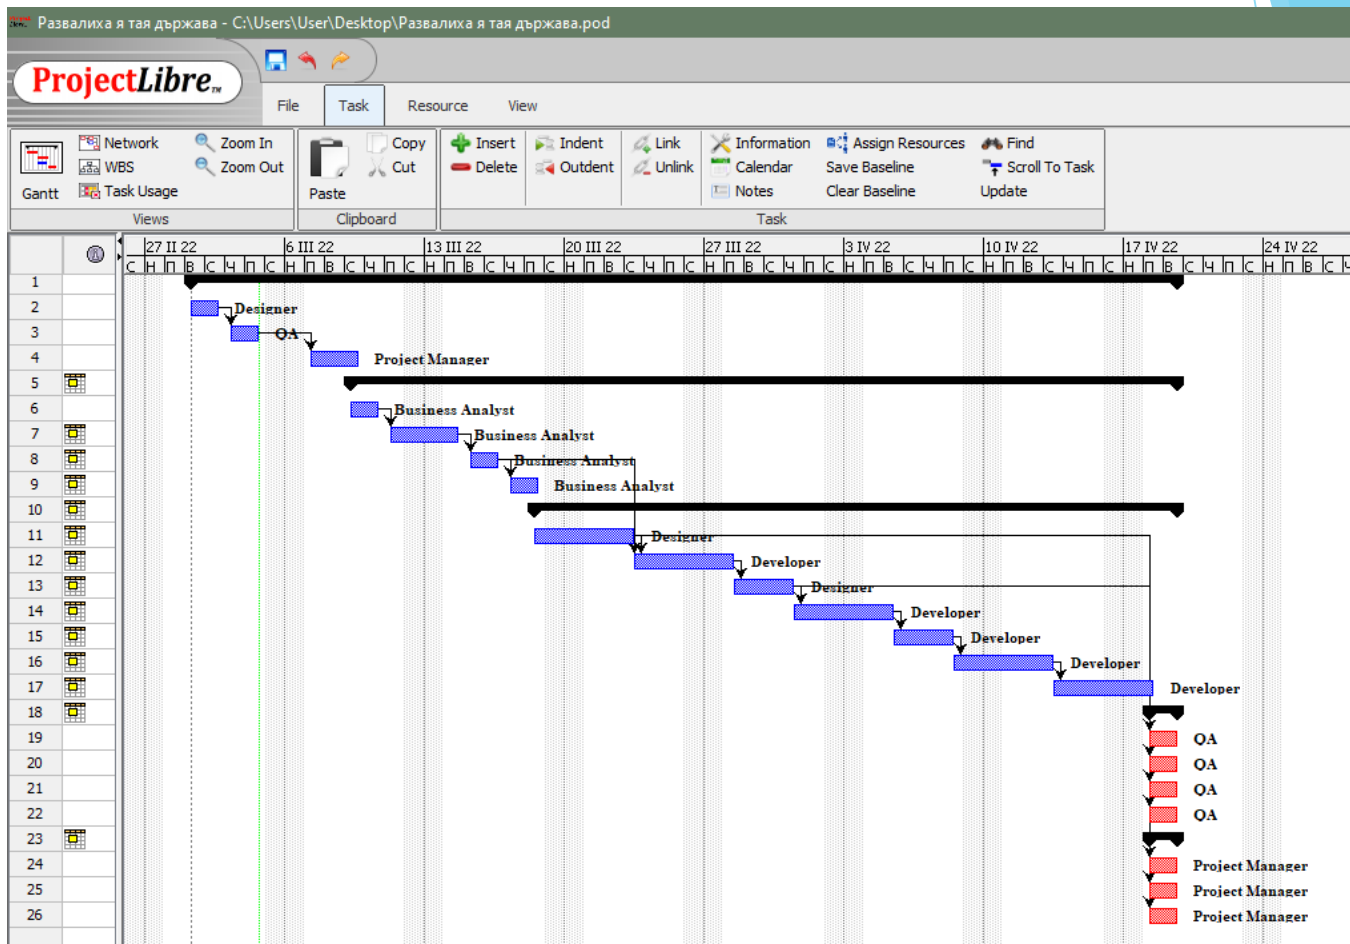 Развалиха я тая държава - C:\Users\User\Desktop\Развалиха я тая държава.pod
ProjectLibre™
File Task Resource View
Network Zoom In Copy Insert Indent Link Information Assign Resources Find
WBS Zoom Out Cut Delete Outdent Unlink Calendar Save Baseline Scroll To Task
Gantt Task Usage Paste Notes Clear Baseline Update
Views Clipboard Task
27 II 22 6 III 22 13 III 22 20 III 22 27 III 22 3 IV 22 10 IV 22 17 IV 22 24 IV 22
С Н П В С Ч П С Н П В С Ч П С Н П В С Ч П С Н П В С Ч П С Н П В С Ч П С Н П В С Ч П С Н П В С Ч П С Н П В С Ч П С Н П В С Ч
1
2 Designer
3 QA
4 Project Manager
5
6 Business Analyst
7 Business Analyst
8 Business Analyst
9 Business Analyst
10
11 Designer
12 Developer
13 Designer
14 Developer
15 Developer
16 Developer
17 Developer
18
19 QA
20 QA
21 QA
22 QA
23
24 Project Manager
25 Project Manager
26 Project Manager